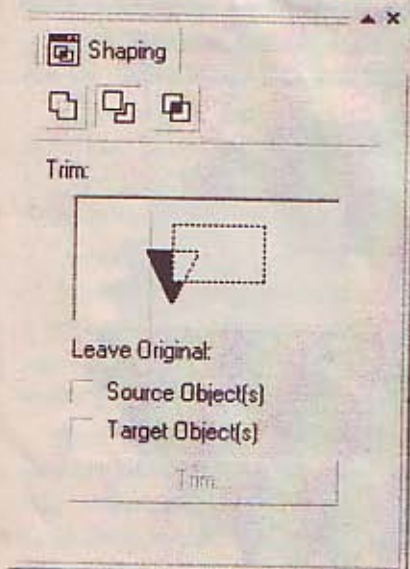 Shaping
Trim:
Leave Original:
Source Object(s)
Target Object(s)
Trim